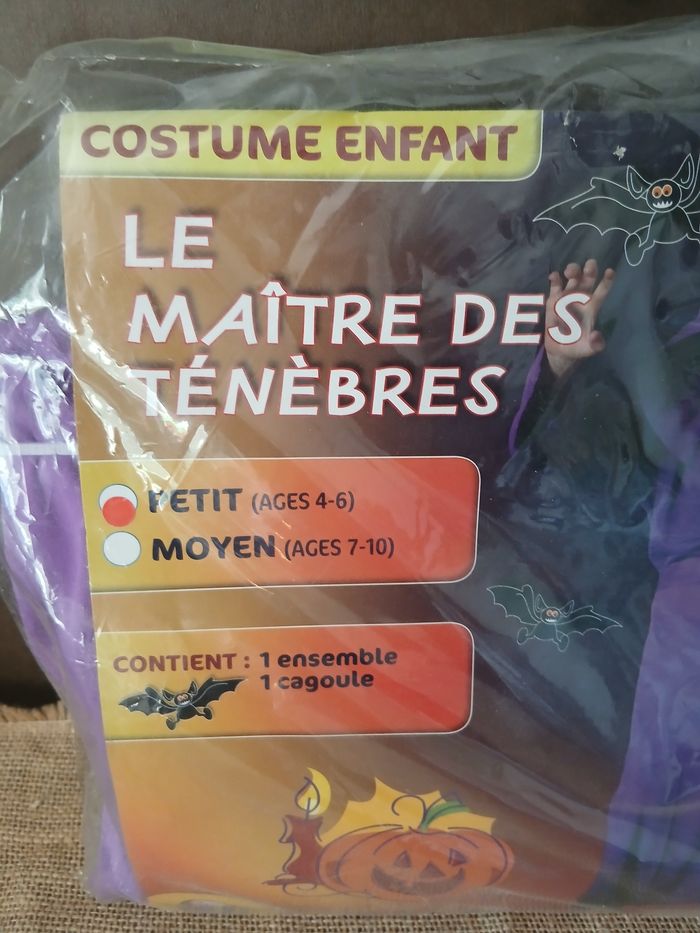 COSTUME ENFANT
LE
MAÎTRE DES
TÉNÈBRES
PETIT (AGES 4-6)
MOYEN (AGES 7-10)
CONTIENT : 1 ensemble
1 cagoule